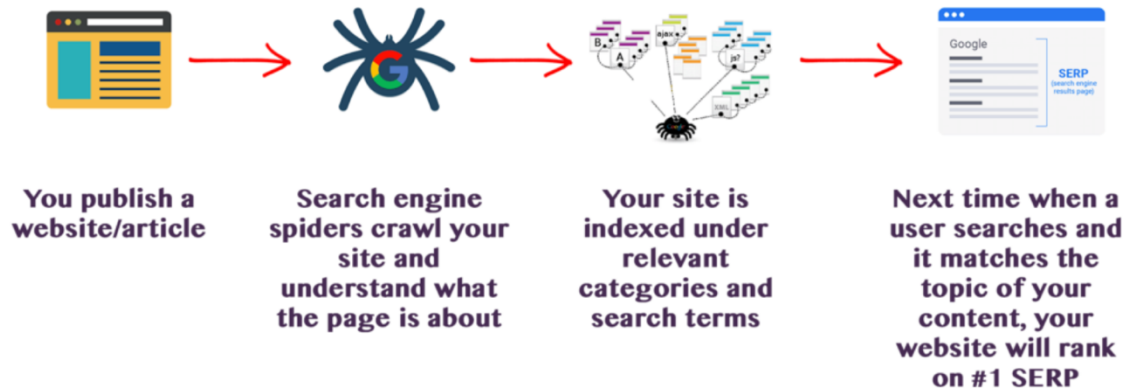 B
A
ajax
js?
XML
Google
SERP
(search engine
results page)
You publish a
website/article
Search engine
spiders crawl your
site and
understand what
the page is about
Your site is
indexed under
relevant
categories and
search terms
Next time when a
user searches and
it matches the
topic of your
content, your
website will rank
on #1 SERP